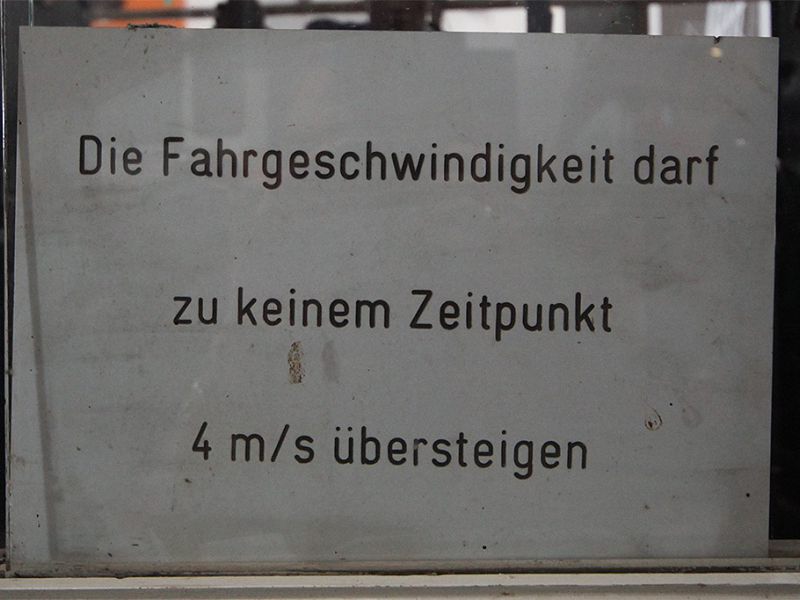 Die Fahrgeschwindigkeit darf
zu keinem Zeitpunkt
4 m/s übersteigen